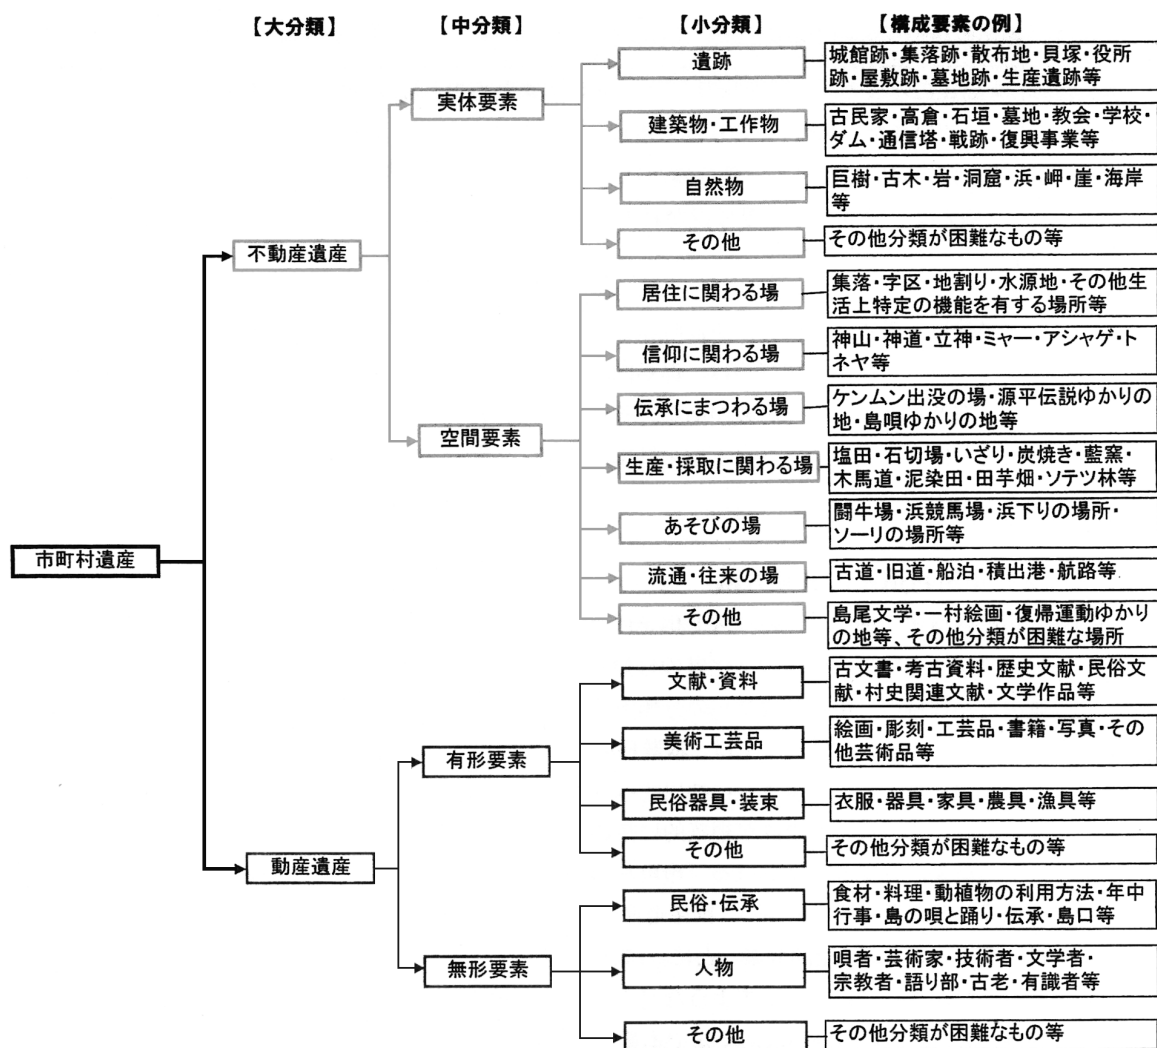 【大分類】 【中分類】 【小分類】 【構成要素の例】
市町村遺産
不動産遺産
実体要素
遺跡
城館跡・集落跡・散布地・貝塚・役所
跡・屋敷跡・墓地跡・生産遺跡等
建築物・工作物
古民家・高倉・石垣・墓地・教会・学校・
ダム・通信塔・戦跡・復興事業等
自然物
巨樹・古木・岩・洞窟・浜・岬・崖・海岸
等
その他
その他分類が困難なもの等
空間要素
居住に関わる場
集落・字区・地割り・水源地・その他生
活上特定の機能を有する場所等
信仰に関わる場
神山・神道・立神・ミャー・アシャゲ・ト
ネヤ等
伝承にまつわる場
ケンムン出没の場・源平伝説ゆかりの
地・島唄ゆかりの地等
生産・採取に関わる場
塩田・石切場・いざり・炭焼き・藍窯・
木馬道・泥染田・田芋畑・ソテツ林等
あそびの場
闘牛場・浜競馬場・浜下りの場所・
ソーリの場所等
流通・往来の場
古道・旧道・船泊・積出港・航路等
その他
島尾文学・一村絵画・復帰運動ゆかり
の地等、その他分類が困難な場所
動産遺産
有形要素
文献・資料
古文書・考古資料・歴史文献・民俗文
献・村史関連文献・文学作品等
美術工芸品
絵画・彫刻・工芸品・書籍・写真・その
他芸術品等
民俗器具・装束
衣服・器具・家具・農具・漁具等
その他
その他分類が困難なもの等
無形要素
民俗・伝承
食材・料理・動植物の利用方法・年中
行事・島の唄と踊り・伝承・島口等
人物
唄者・芸術家・技術者・文学者・
宗教者・語り部・古老・有識者等
その他
その他分類が困難なもの等